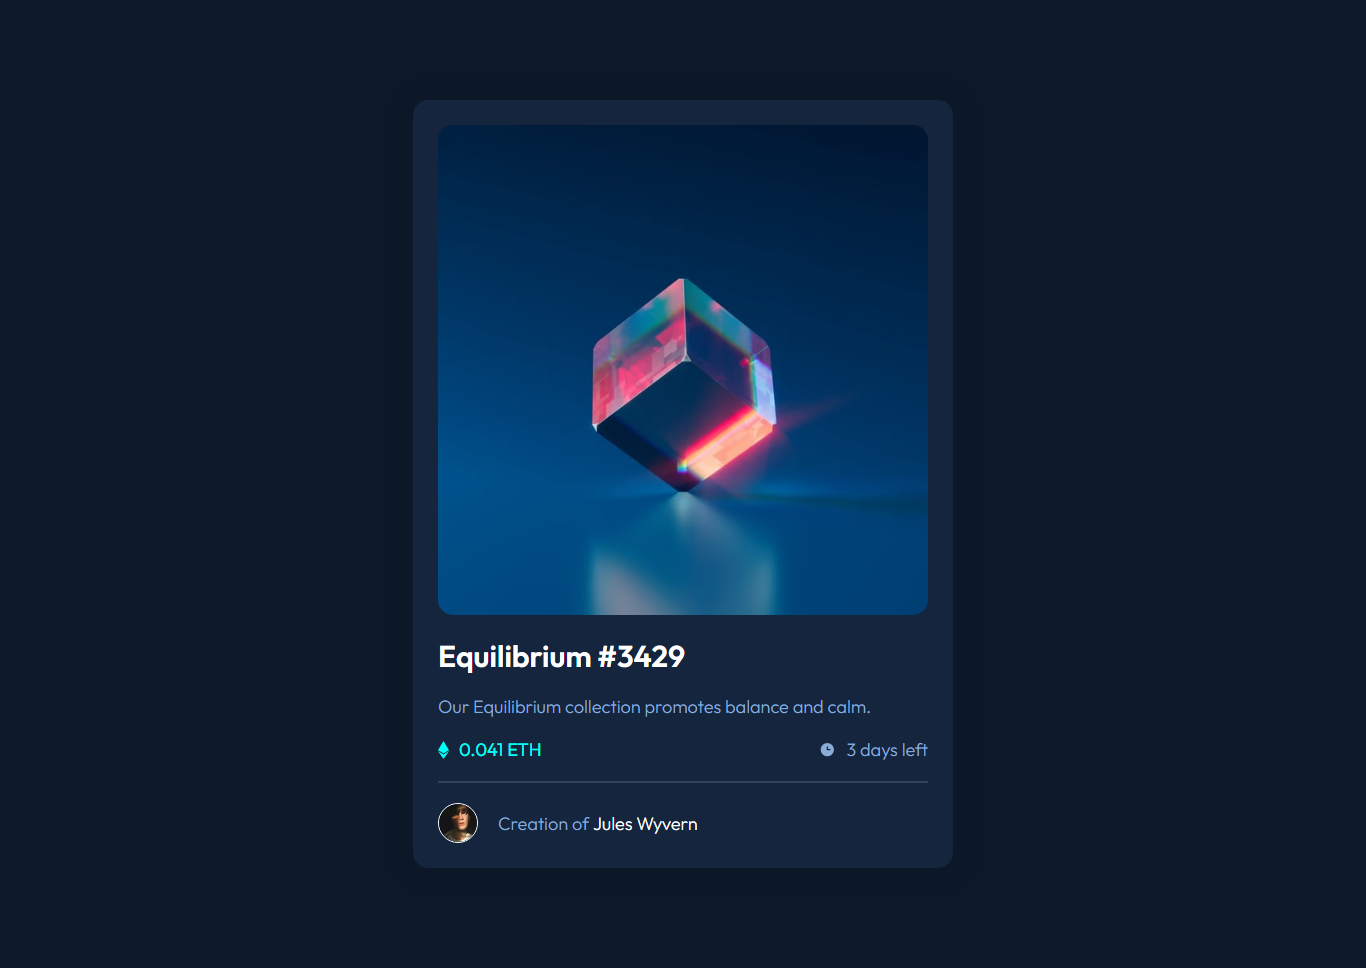 Equilibrium #3429
Our Equilibrium collection promotes balance and calm.
0.041 ETH
3 days left
Creation of Jules Wyvern